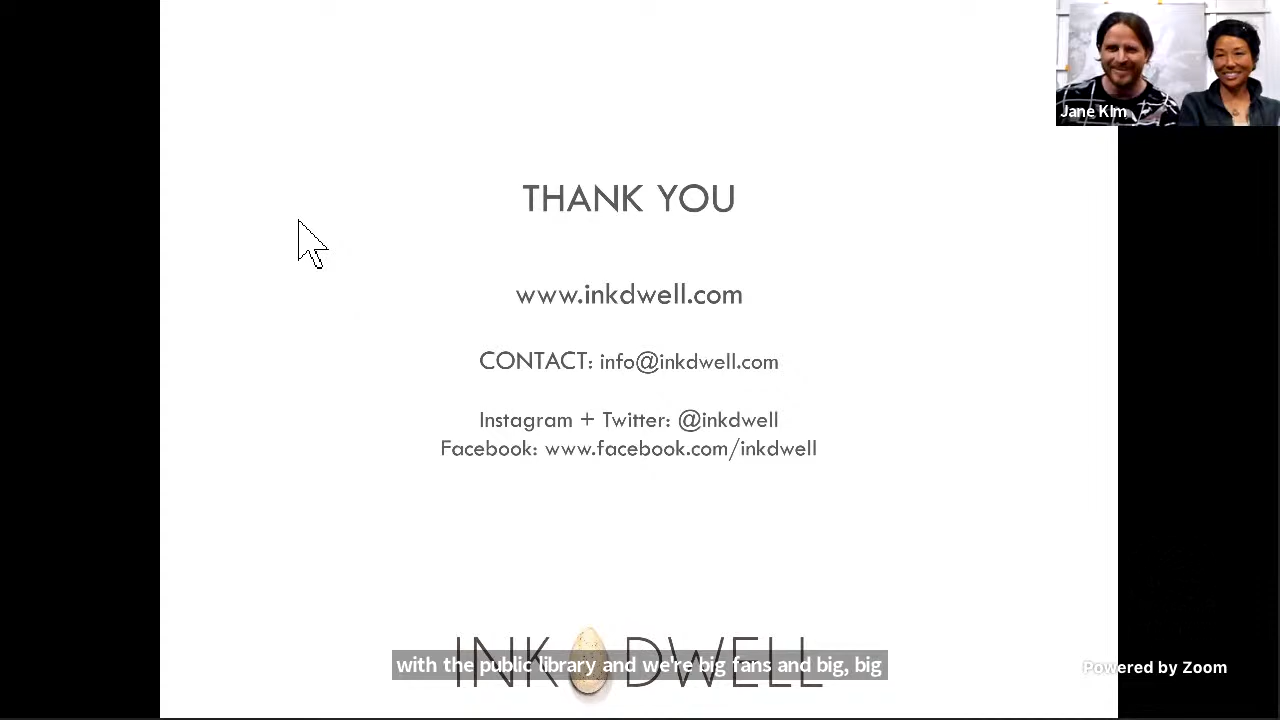 Jane KIm
THANK YOU
www.inkdwell.com
CONTACT: info@inkdwell.com
Instagram + Twitter: @inkdwell
Facebook: www.facebook.com/inkdwell
INK DWELL
with the public library and we're big fans and big, big
Powered by Zoom